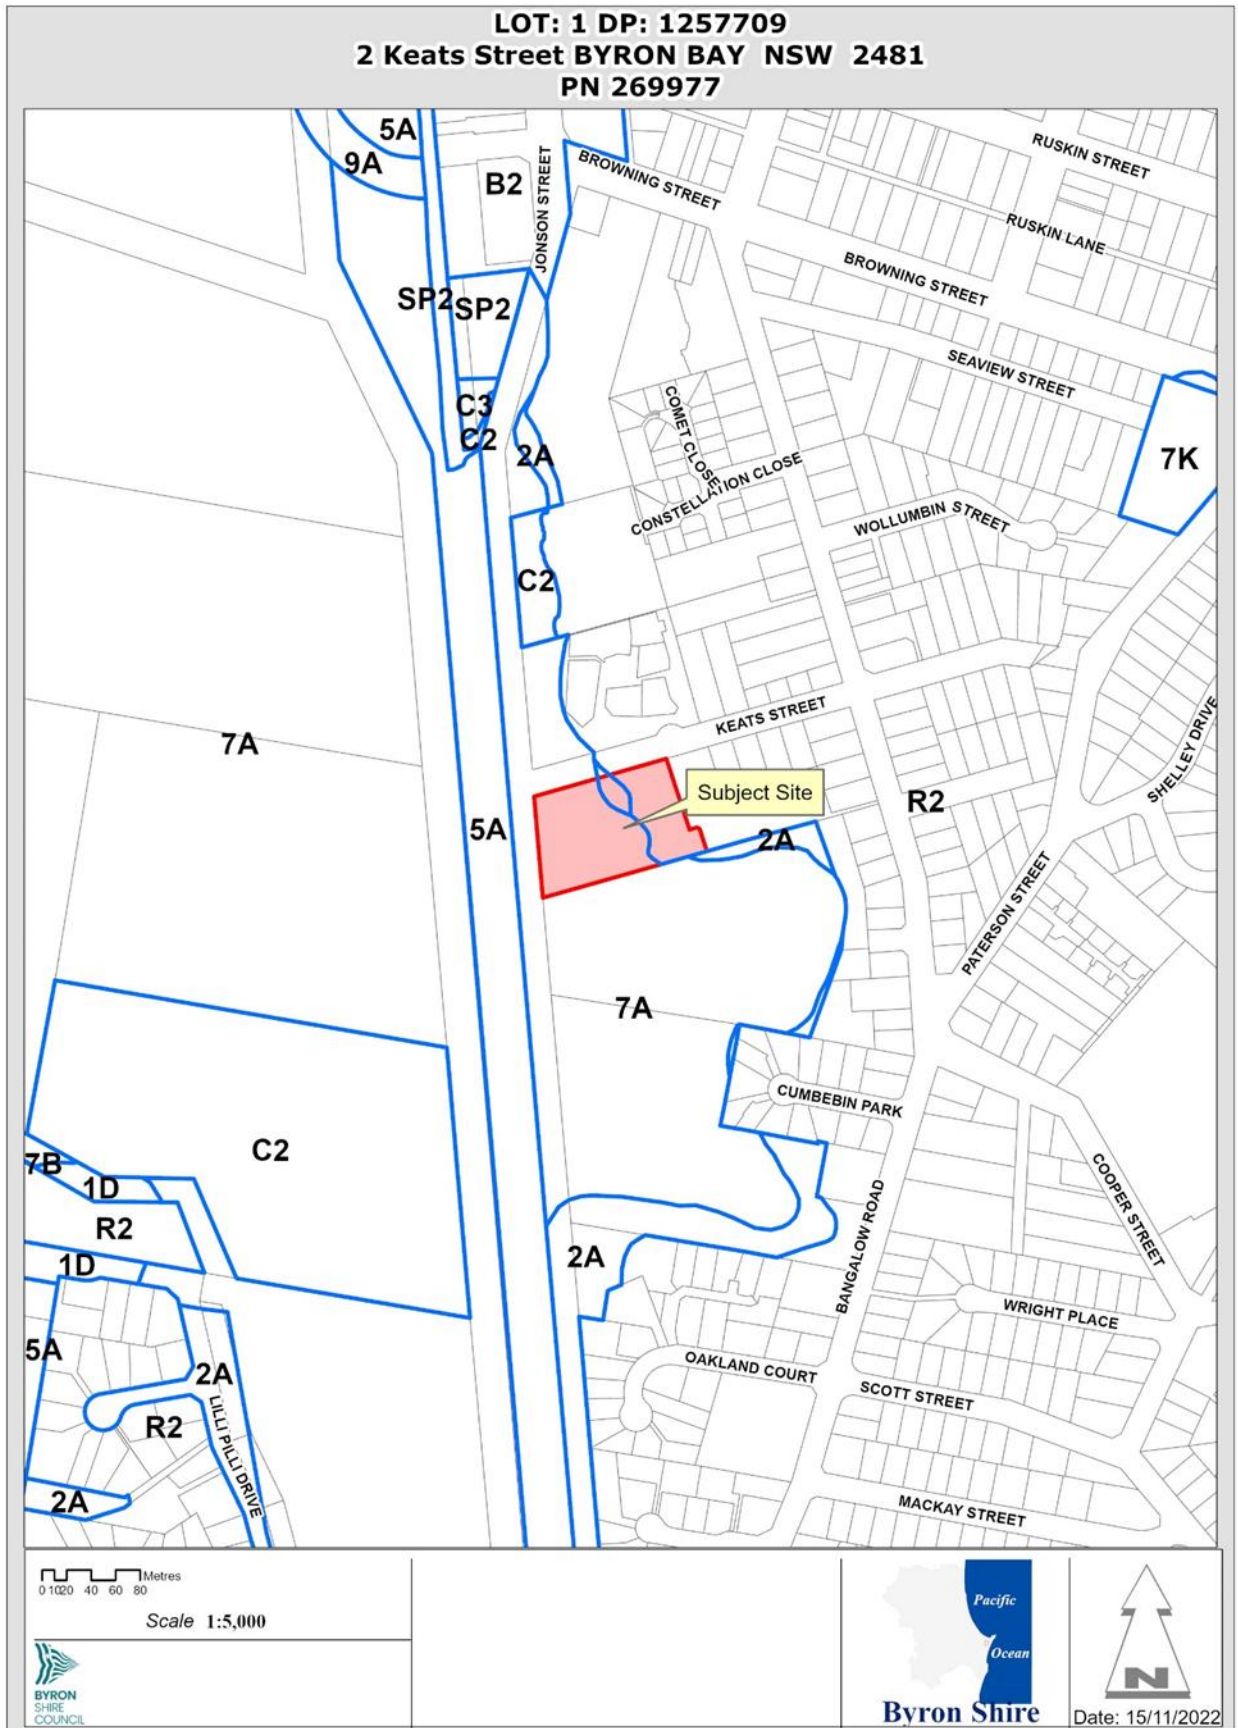 LOT: 1 DP: 1257709
2 Keats Street BYRON BAY NSW 2481
PN 269977
5A
9A
B2
JONSON STREET
BROWNING STREET
RUSKIN STREET
RUSKIN LANE
BROWNING STREET
SP2
SP2
SEAVIEW STREET
C3
C2
2A
COMET CLOSE
CONSTELLATION CLOSE
7K
WOLLUMBIN STREET
C2
KEATS STREET
SHELLEY DRIVE
7A
Subject Site
R2
5A
2A
PATERSON STREET
7A
CUMBEBIN PARK
C2
7B
1D
COOPER STREET
R2
BANGALOW ROAD
2A
1D
WRIGHT PLACE
5A
2A
OAKLAND COURT
SCOTT STREET
R2
LILLI PILLI DRIVE
2A
MACKAY STREET
Metres
0 1020 40 60 80
Scale 1:5,000
BYRON
SHIRE
COUNCIL
Pacific
Ocean
Byron Shire
N
Date: 15/11/2022